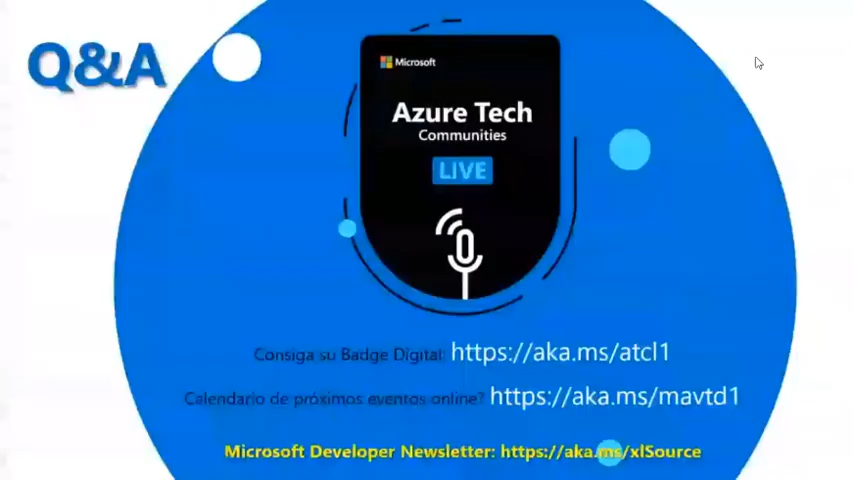 Q&A
Microsoft
Azure Tech
Communities
LIVE
Consiga su Badge Digital: https://aka.ms/atcl1
Calendario de próximos eventos online? https://aka.ms/mavtd1
Microsoft Developer Newsletter: https://aka.ms/xlSource